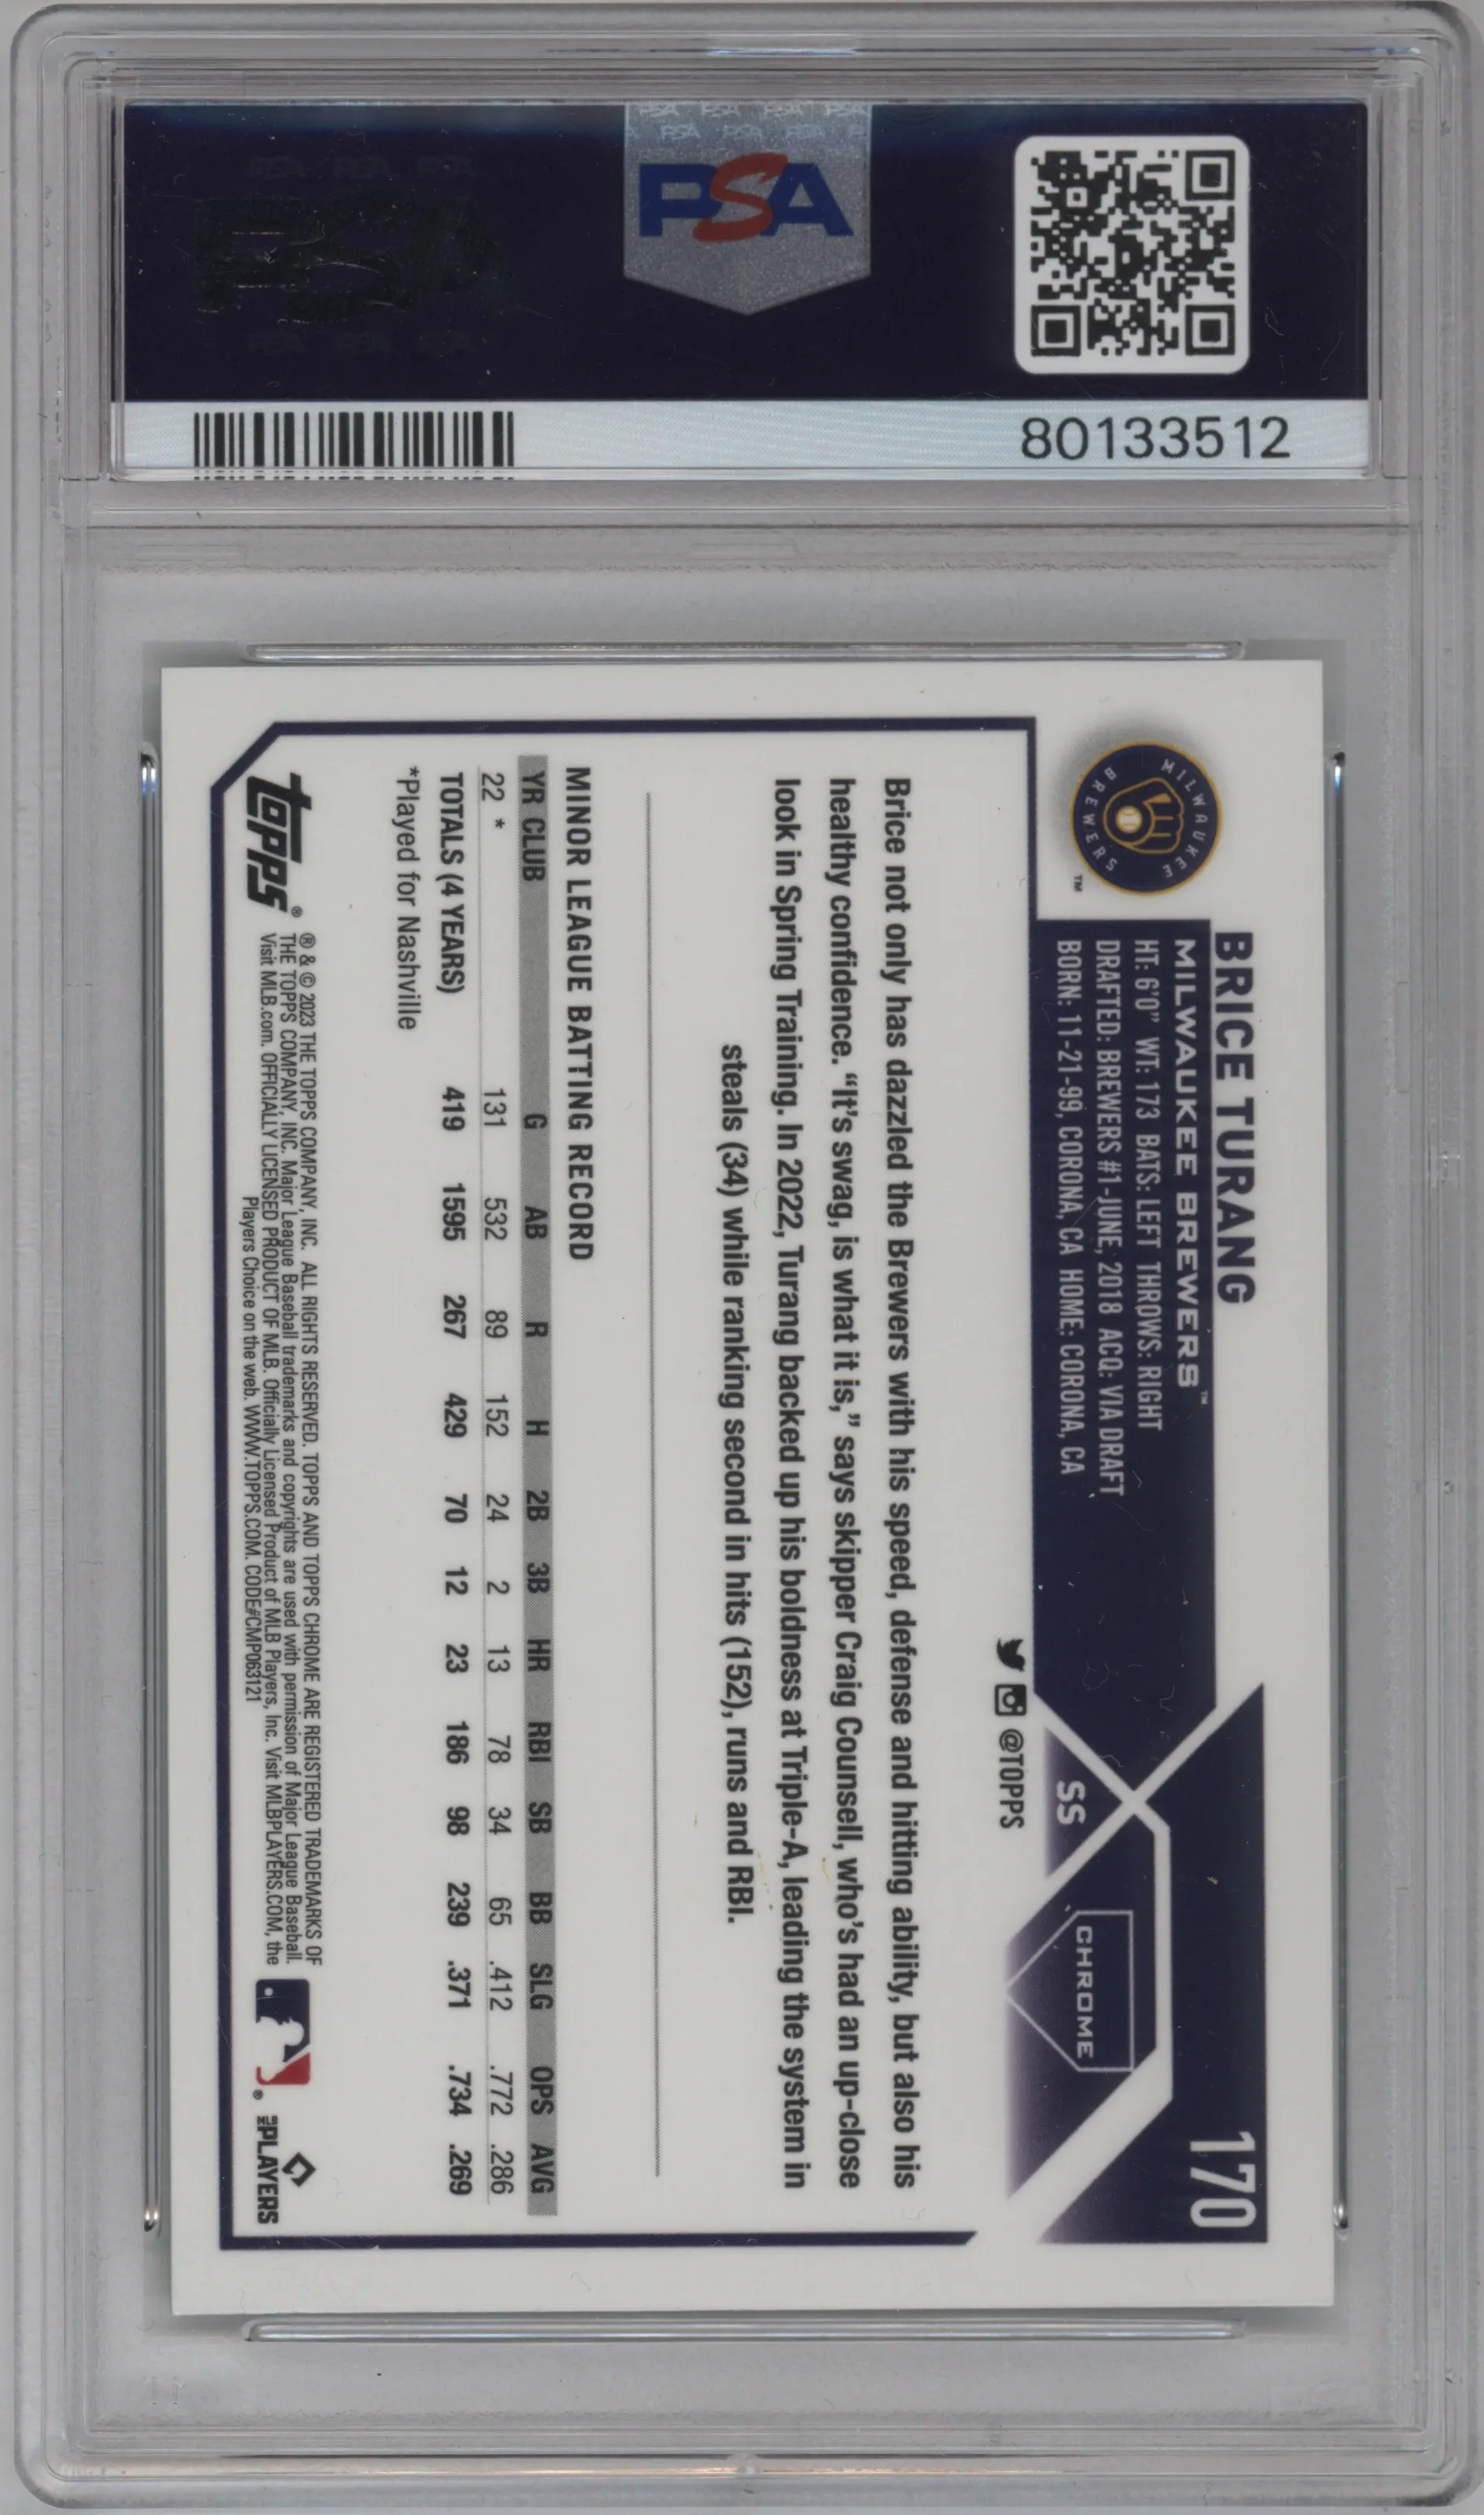 PSA
80133512
170
BRICE TURANG
MILWAUKEE BREWERS™
HT: 6'0" WT: 173 BATS: LEFT THROWS: RIGHT
DRAFTED: BREWERS #1-JUNE, 2018 ACQ: VIA DRAFT
BORN: 11-21-99, CORONA, CA HOME: CORONA, CA
MILWAUKEE BREWERS ™
SS
CHROME
@TOPPS
Brice not only has dazzled the Brewers with his speed, defense and hitting ability, but also his
healthy confidence. “It’s swag, is what it is,” says skipper Craig Counsell, who’s had an up-close
look in Spring Training. In 2022, Turang backed up his boldness at Triple-A, leading the system in
steals (34) while ranking second in hits (152), runs and RBI.
MINOR LEAGUE BATTING RECORD
YR CLUB G AB R H 2B 3B HR RBI SB BB SLG OPS AVG
22 * 131 532 89 152 24 2 13 78 34 65 .412 .772 .286
TOTALS (4 YEARS) 419 1595 267 429 70 12 23 186 98 239 .371 .734 .269
*Played for Nashville
topps®
® & © 2023 THE TOPPS COMPANY, INC. ALL RIGHTS RESERVED. TOPPS AND TOPPS CHROME ARE REGISTERED TRADEMARKS OF
THE TOPPS COMPANY, INC. Major League Baseball trademarks and copyrights are used with permission of Major League Baseball.
Visit MLB.com. OFFICIALLY LICENSED PRODUCT OF MLB. Officially Licensed Product of MLB Players, Inc. Visit MLBPLAYERS.COM, the
Players Choice on the web. WWW.TOPPS.COM. CODE#CMP063121
MLB PLAYERS